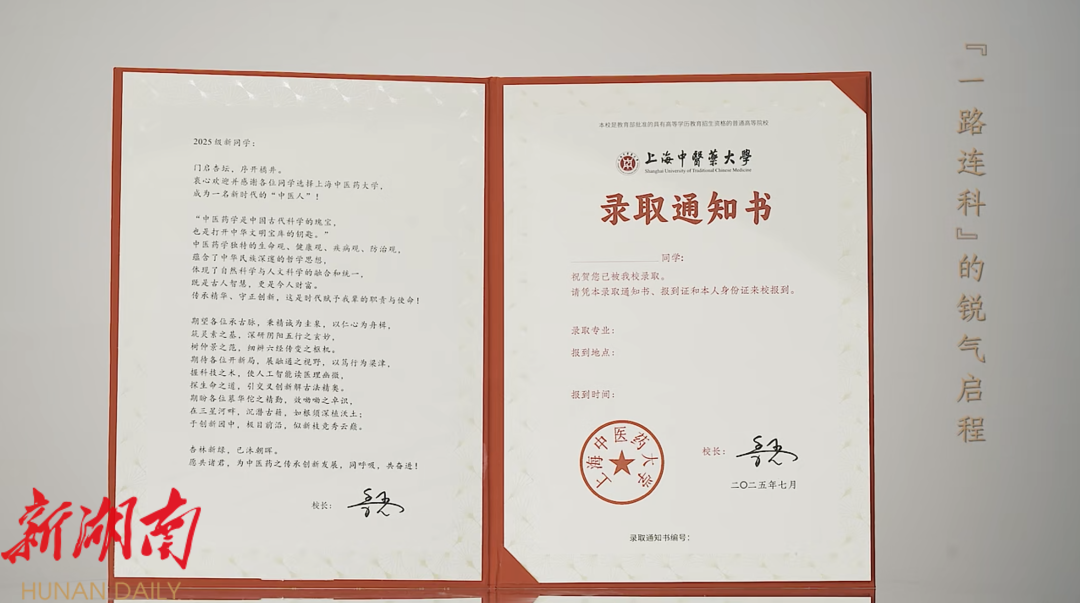 2025级新同学：
门启杏坛，序开橘井。
衷心欢迎并感谢各位同学选择上海中医药大学，
成为一名新时代的“中医人”！
“中医药学是中国古代科学的瑰宝，
也是打开中华文明宝库的钥匙。”
中医药学独特的生命观、健康观、疾病观、防治观，
蕴含了中华民族深邃的哲学思想，
体现了自然科学与人文科学的融合和统一，
既是古人智慧，更是今人财富。
传承精华、守正创新，这是时代赋予我辈的职责与使命！
期望各位承古脉，秉精诚为圭臬，以仁心为舟楫，
筑灵素之基，深研阴阳五行之玄妙，
树仲景之范，细辨六经传变之枢机。
期待各位开新局，展融通之视野，以笃行为梁津，
握科技之术，使人工智能读医理幽微，
探生命之道，引交叉创新解古法精奥。
期盼各位慕华佗之精勤，效呦呦之卓识，
在三星河畔，沉潜古籍，如根须深植沃土；
于创新园中，极目前沿，似新枝竞秀云巅。
杏林新绿，已沐朝晖。
愿共诸君，为中医药之传承创新发展，同呼吸，共奋进！
校长：
本校是教育部批准的具有高等学历教育招生资格的普通高等院校
上海中醫藥大學
Shanghai University of Traditional Chinese Medicine
录取通知书
同学：
祝贺您已被我校录取。
请凭本录取通知书、报到证和本人身份证来校报到。
录取专业：
报到地点：
报到时间：
上海中医药大学
校长：
二〇二五年七月
录取通知书编号：
『一路连科』的锐气启程
新湖南
HUNAN DAILY